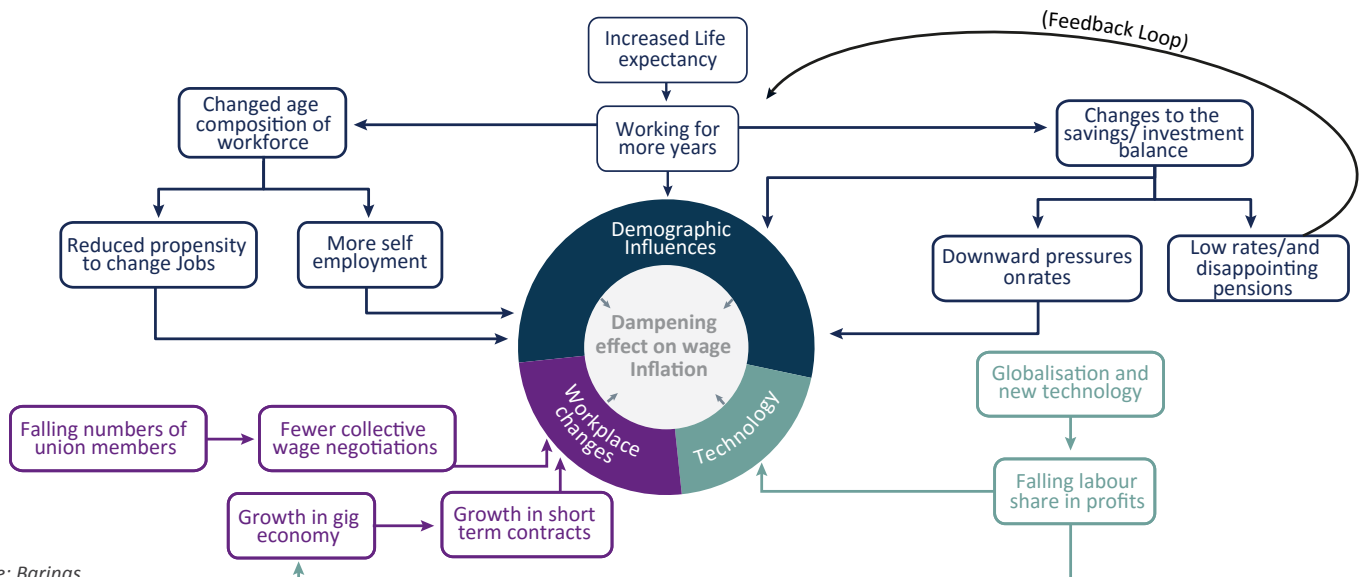 (Feedback Loop)
Increased Life
expectancy
Changed age
composition of
workforce
Working for
more years
Changes to the
savings/ investment
balance
Reduced propensity
to change Jobs
More self
employment
Demographic
Influences
Downward pressures
onrates
Low rates/and
disappointing
pensions
Dampening
effect on wage
Inflation
Globalisation and
new technology
Workplace
changes
Technology
Falling numbers of
union members
Fewer collective
wage negotiations
Falling labour
share in profits
Growth in gig
economy
Growth in short
term contracts
e: Barings